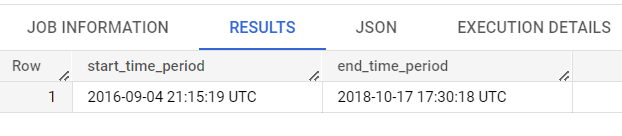 JOB INFORMATION RESULTS JSON EXECUTION DETAILS
Row start_time_period end_time_period
1 2016-09-04 21:15:19 UTC 2018-10-17 17:30:18 UTC